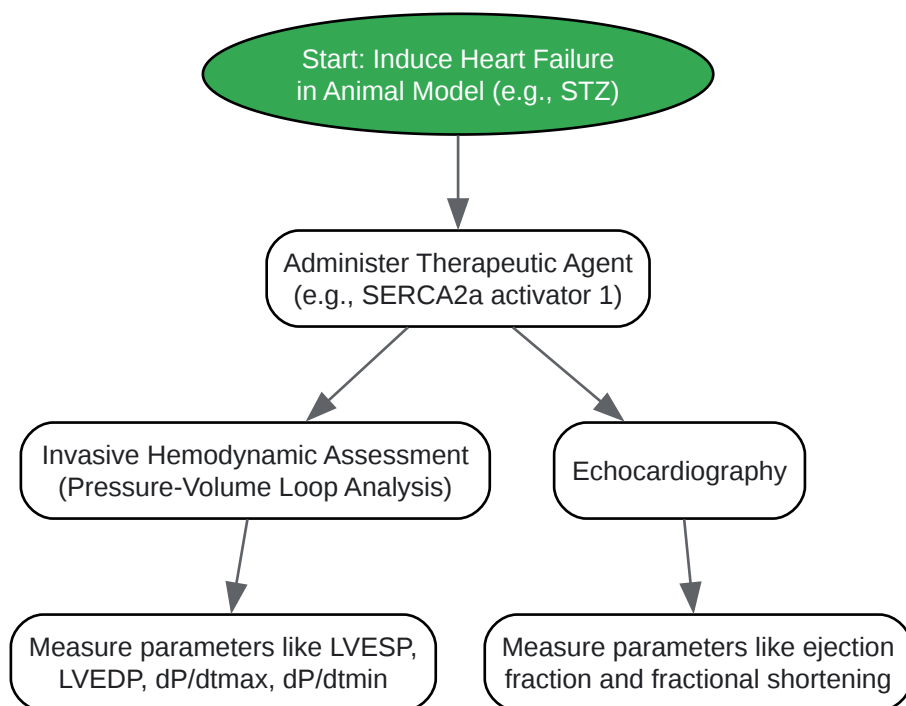 Start: Induce Heart Failure
in Animal Model (e.g., STZ)
Administer Therapeutic Agent
(e.g., SERCA2a activator 1)
Invasive Hemodynamic Assessment
(Pressure-Volume Loop Analysis)
Echocardiography
Measure parameters like LVESP,
LVEDP, dP/dtmax, dP/dtmin
Measure parameters like ejection
fraction and fractional shortening